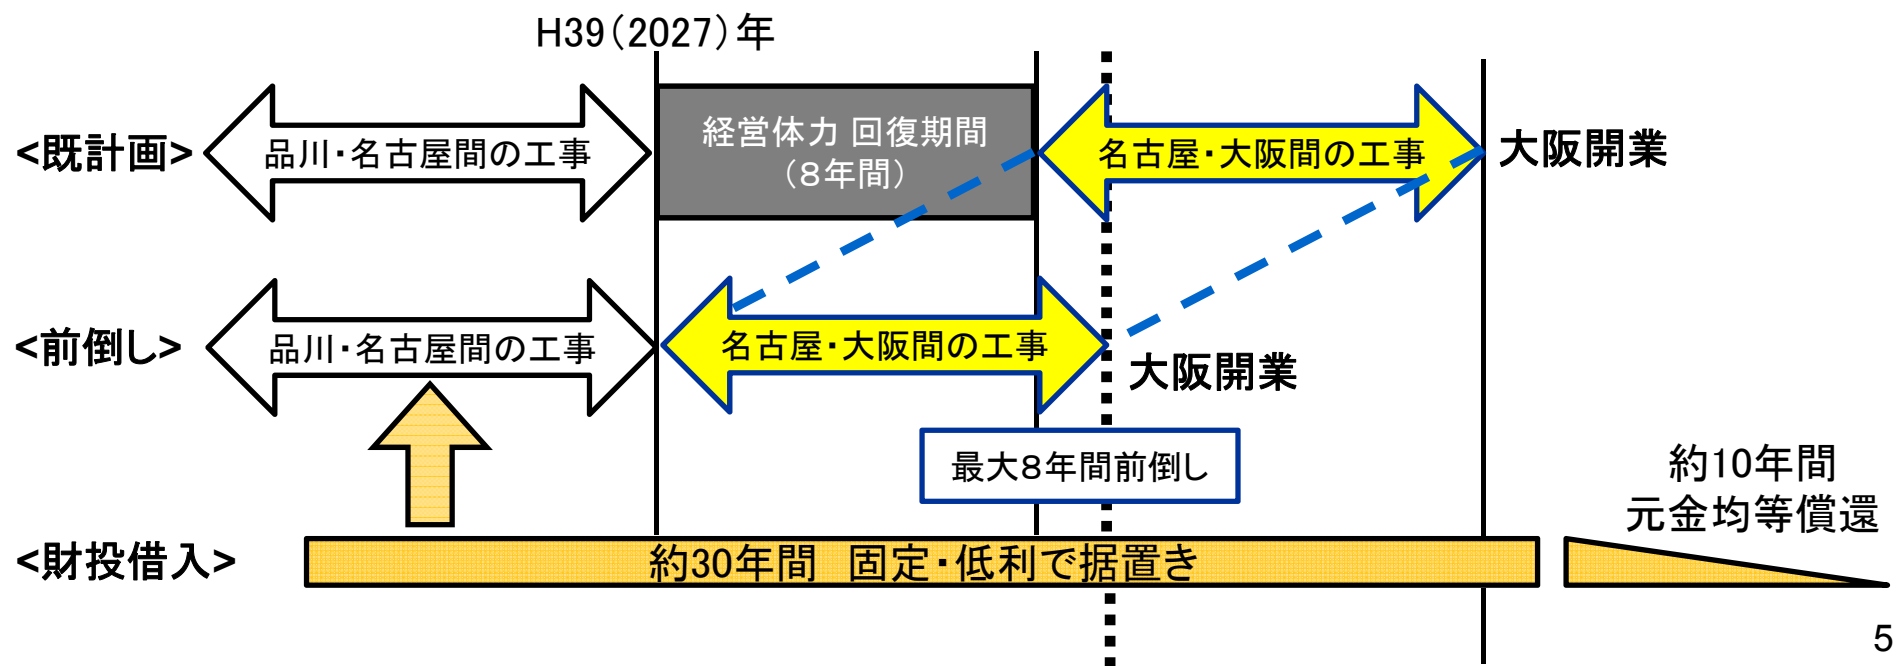 H39(2027)年
<既計画>
品川・名古屋間の工事
経営体力 回復期間
(8年間)
名古屋・大阪間の工事
大阪開業
<前倒し>
品川・名古屋間の工事
名古屋・大阪間の工事
大阪開業
最大8年間前倒し
約10年間
元金均等償還
<財投借入>
約30年間 固定・低利で据置き
5